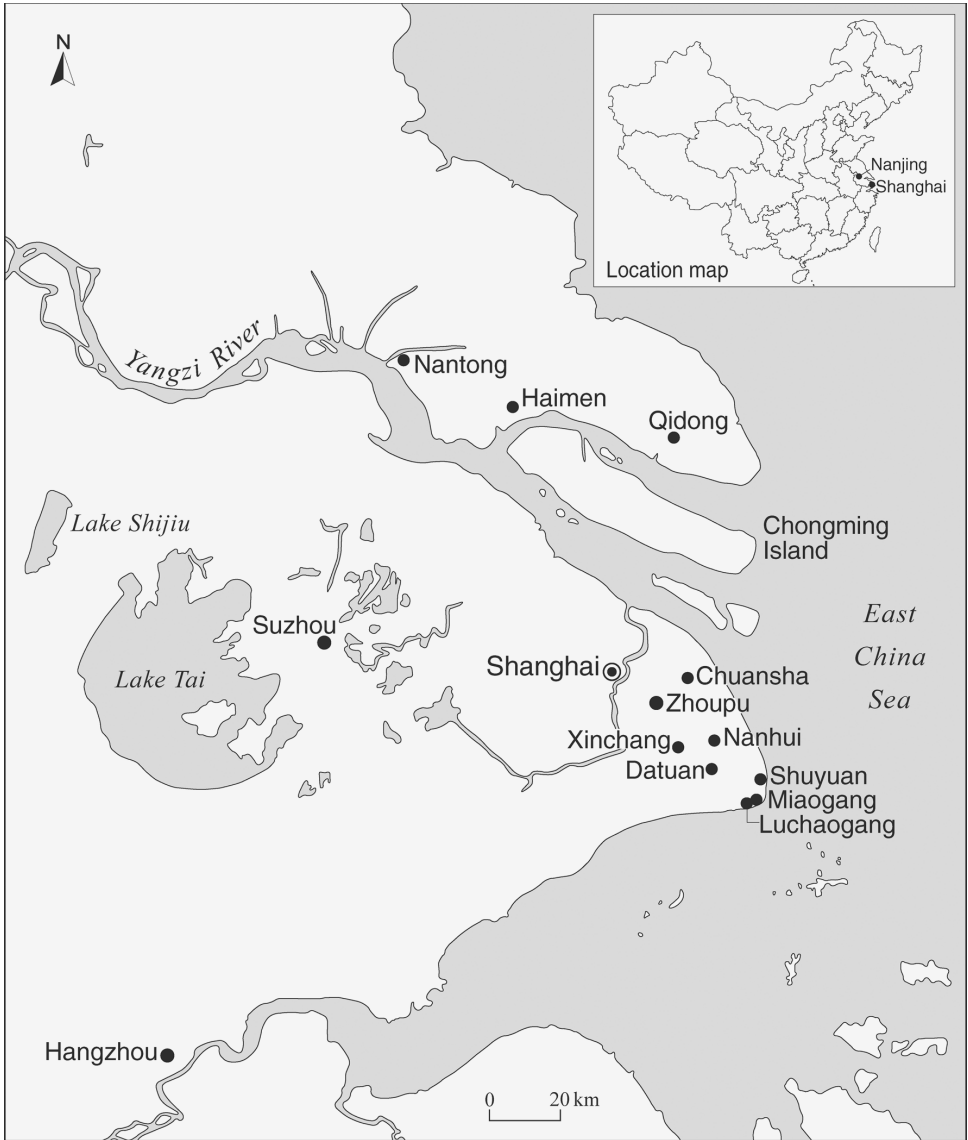 N
Nanjing
Shanghai
Location map
Yangzi River
Nantong
Haimen
Qidong
Lake Shijiu
Chongming
Island
Suzhou
East
China
Sea
Lake Tai
Shanghai
Chuansha
Zhoupu
Xinchang
Nanhui
Datuan
Shuyuan
Miaogang
Luchaogang
Hangzhou
0 20 km